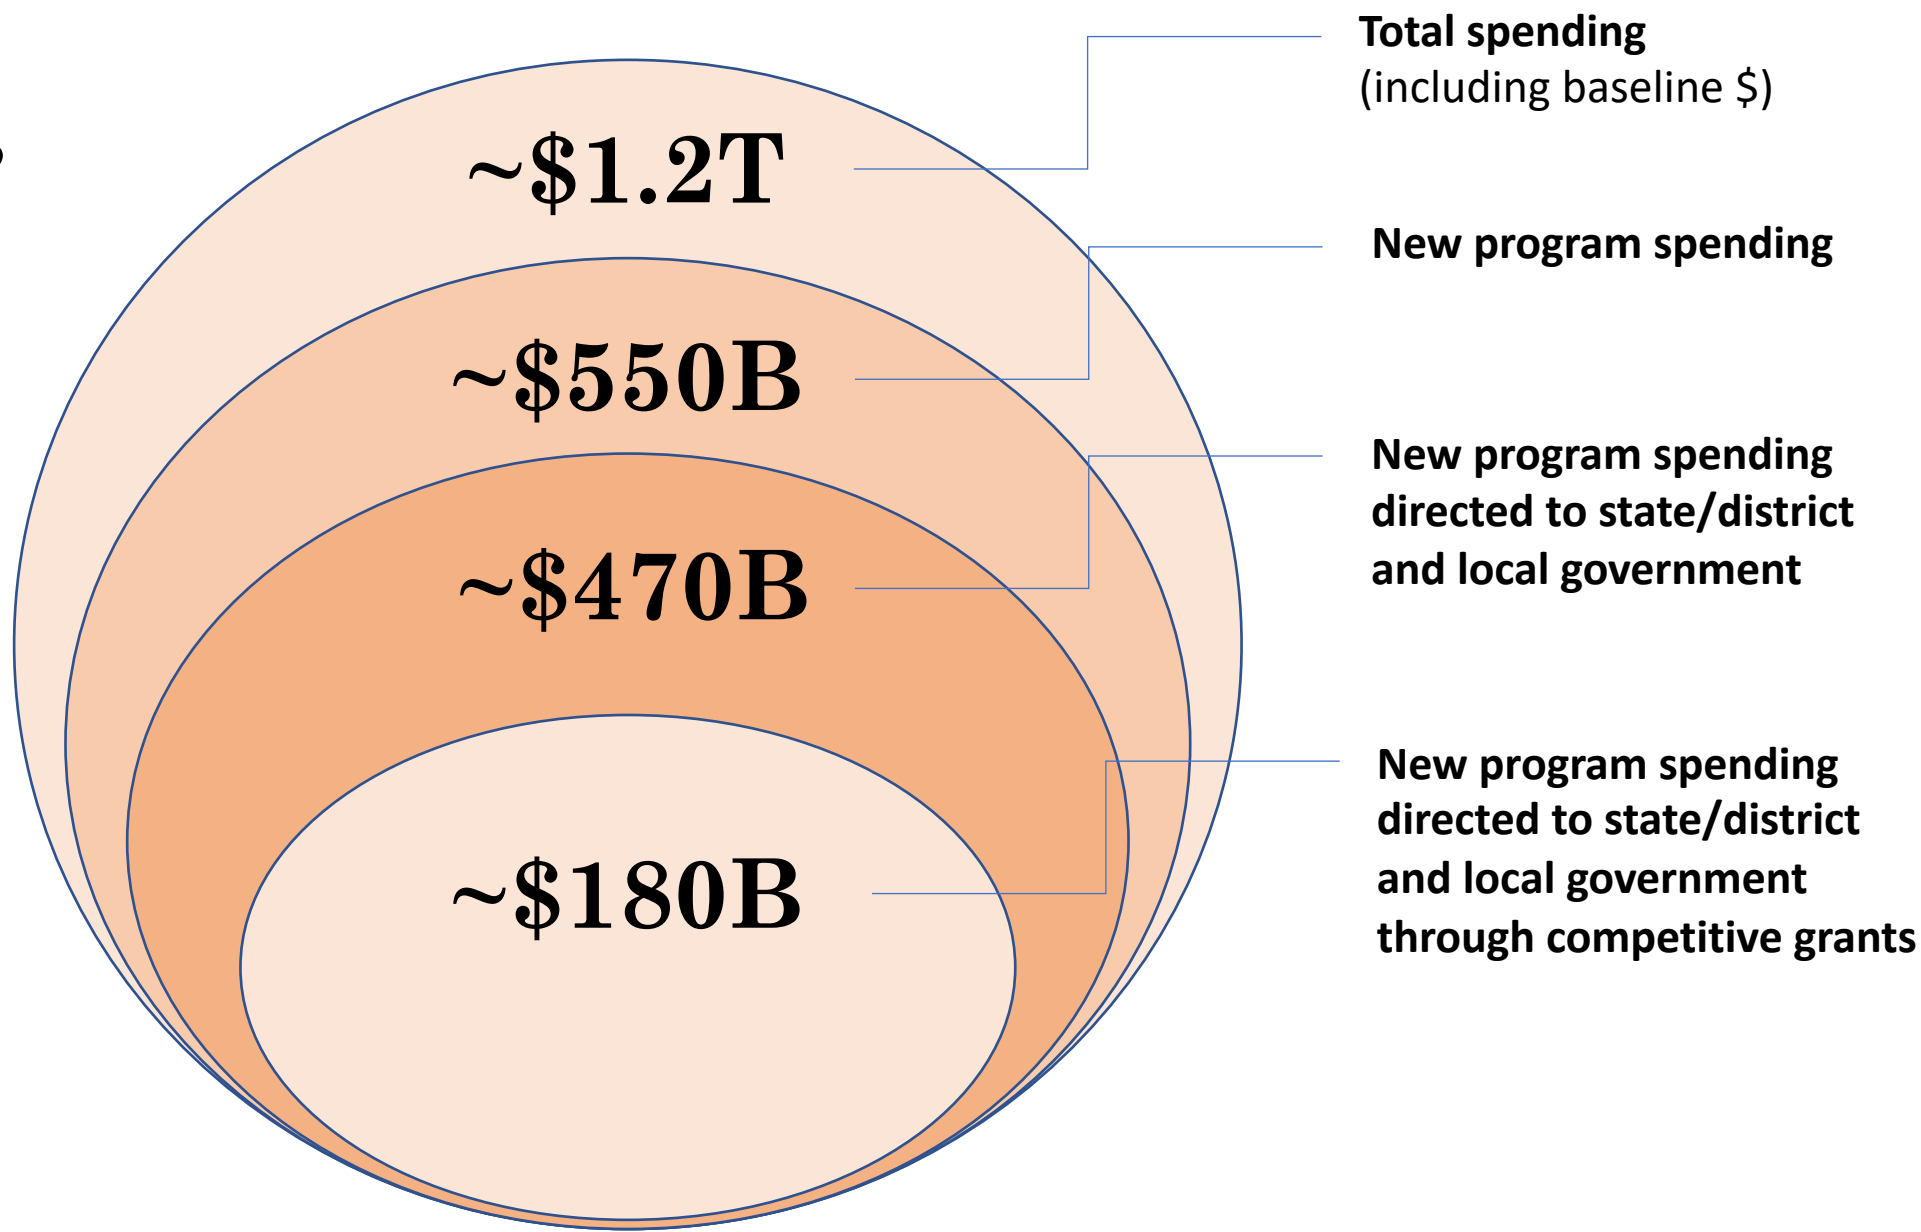 Total spending
(including baseline $)
~$1.2T
New program spending
~$550B
New program spending
directed to state/district
and local government
~$470B
New program spending
directed to state/district
and local government
through competitive grants
~$180B